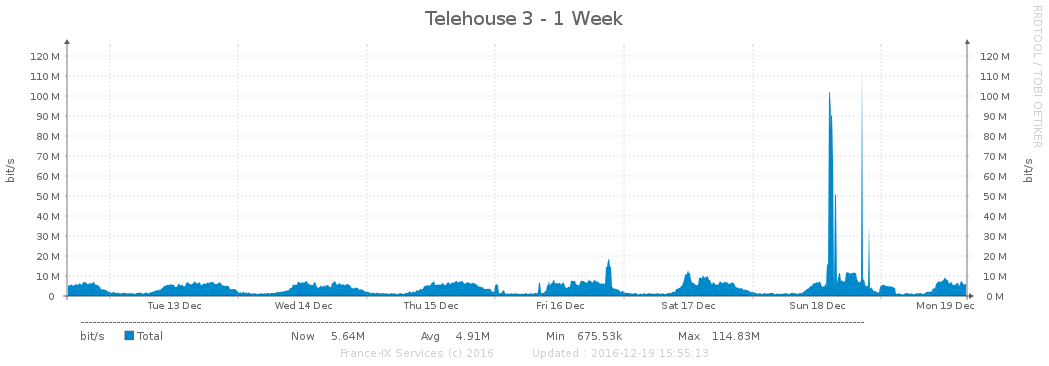 Telehouse 3 - 1 Week
RRDTOOL / TOBI OETIKER
120 M 120 M
110 M 110 M
100 M 100 M
90 M 90 M
80 M 80 M
70 M 70 M
60 M 60 M
50 M 50 M
40 M 40 M
30 M 30 M
20 M 20 M
10 M 10 M
0 0 M
bit/s
bit/s
Tue 13 Dec Wed 14 Dec Thu 15 Dec Fri 16 Dec Sat 17 Dec Sun 18 Dec Mon 19 Dec
bit/s Total Now 5.64M Avg 4.91M Min 675.53k Max 114.83M
France-IX Services (c) 2016 Updated : 2016-12-19 15:55:13